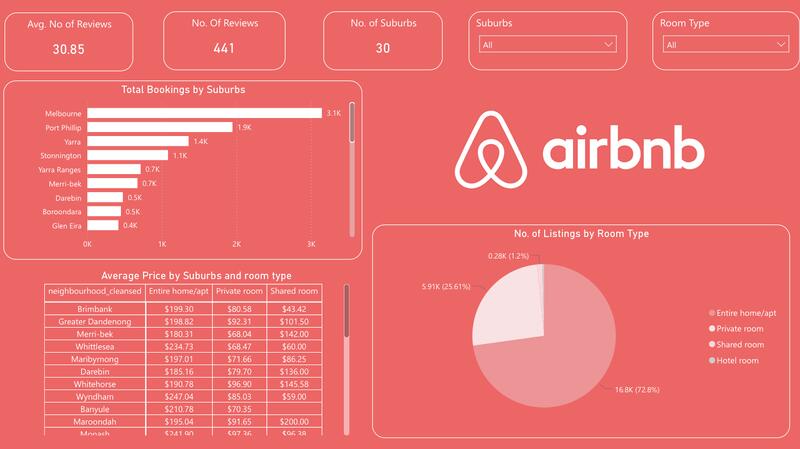 Avg. No of Reviews
30.85
No. Of Reviews
441
No. of Suburbs
30
Suburbs
All
Room Type
All
Total Bookings by Suburbs
Melbourne 3.1K
Port Phillip 1.9K
Yarra 1.4K
Stonnington 1.1K
Yarra Ranges 0.7K
Merri-bek 0.7K
Darebin 0.5K
Boroondara 0.5K
Glen Eira 0.4K
0K 1K 2K 3K
airbnb
Average Price by Suburbs and room type
neighbourhood_cleansed Entire home/apt Private room Shared room
Brimbank $199.30 $80.58 $43.42
Greater Dandenong $198.82 $92.31 $101.50
Merri-bek $180.31 $68.04 $142.00
Whittlesea $234.73 $68.47 $60.00
Maribyrnong $197.01 $71.66 $86.25
Darebin $185.16 $79.70 $136.00
Whitehorse $190.78 $96.90 $145.58
Wyndham $247.04 $85.03 $59.00
Banyule $210.78 $70.35
Maroondah $195.04 $91.65 $200.00
Monash $241.90 $97.36 $96.38
No. of Listings by Room Type
0.28K (1.2%)
5.91K (25.61%)
16.8K (72.8%)
Entire home/apt
Private room
Shared room
Hotel room